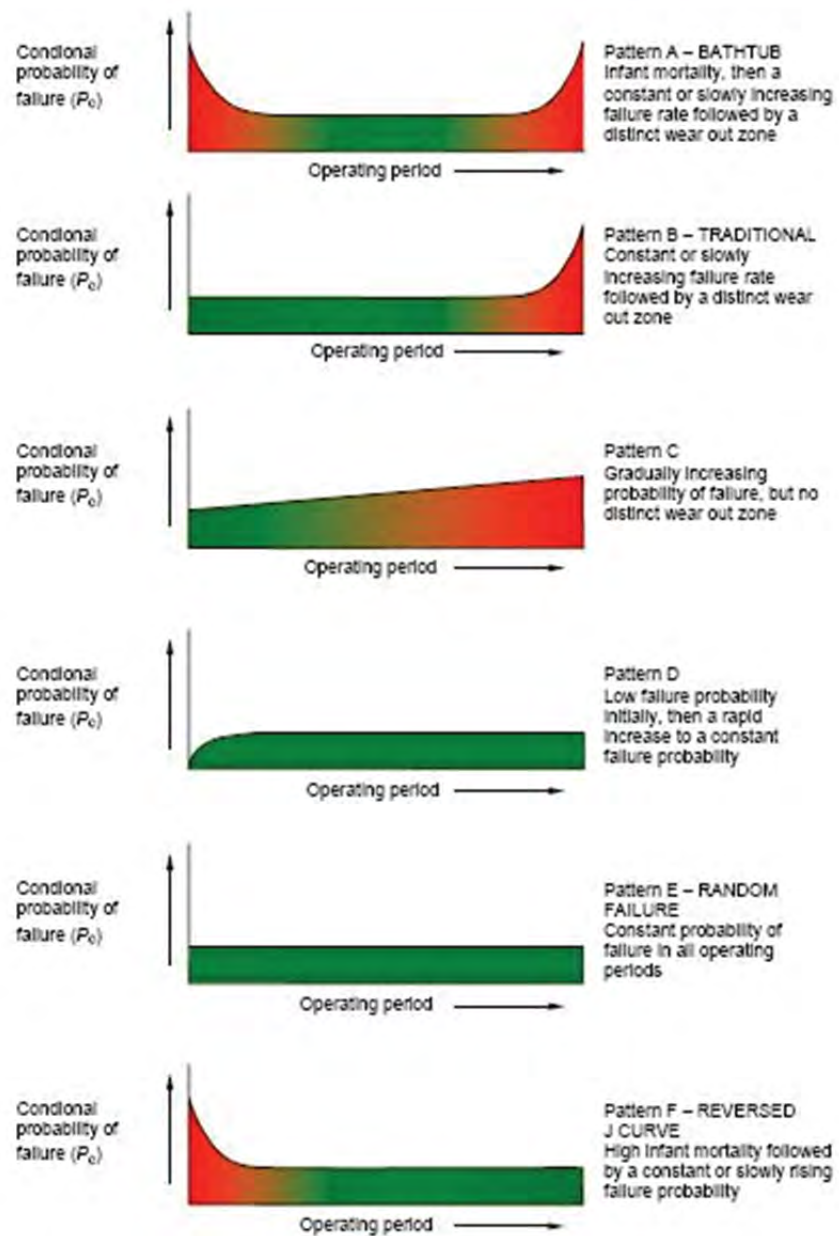 Condional
probability of
failure (Pc)
Pattern A – BATHTUB
Infant mortality, then a
constant or slowly increasing
failure rate followed by a
distinct wear out zone
Operating period
Condional
probability of
failure (Pc)
Pattern B – TRADITIONAL
Constant or slowly
increasing failure rate
followed by a distinct wear
out zone
Operating period
Condional
probability of
failure (Pc)
Pattern C
Gradually increasing
probability of failure, but no
distinct wear out zone
Operating period
Condional
probability of
failure (Pc)
Pattern D
Low failure probability
initially, then a rapid
increase to a constant
failure probability
Operating period
Condional
probability of
failure (Pc)
Pattern E – RANDOM
FAILURE
Constant probability of
failure in all operating
periods
Operating period
Condional
probability of
failure (Pc)
Pattern F – REVERSED
J CURVE
High infant mortality followed
by a constant or slowly rising
failure probability
Operating period